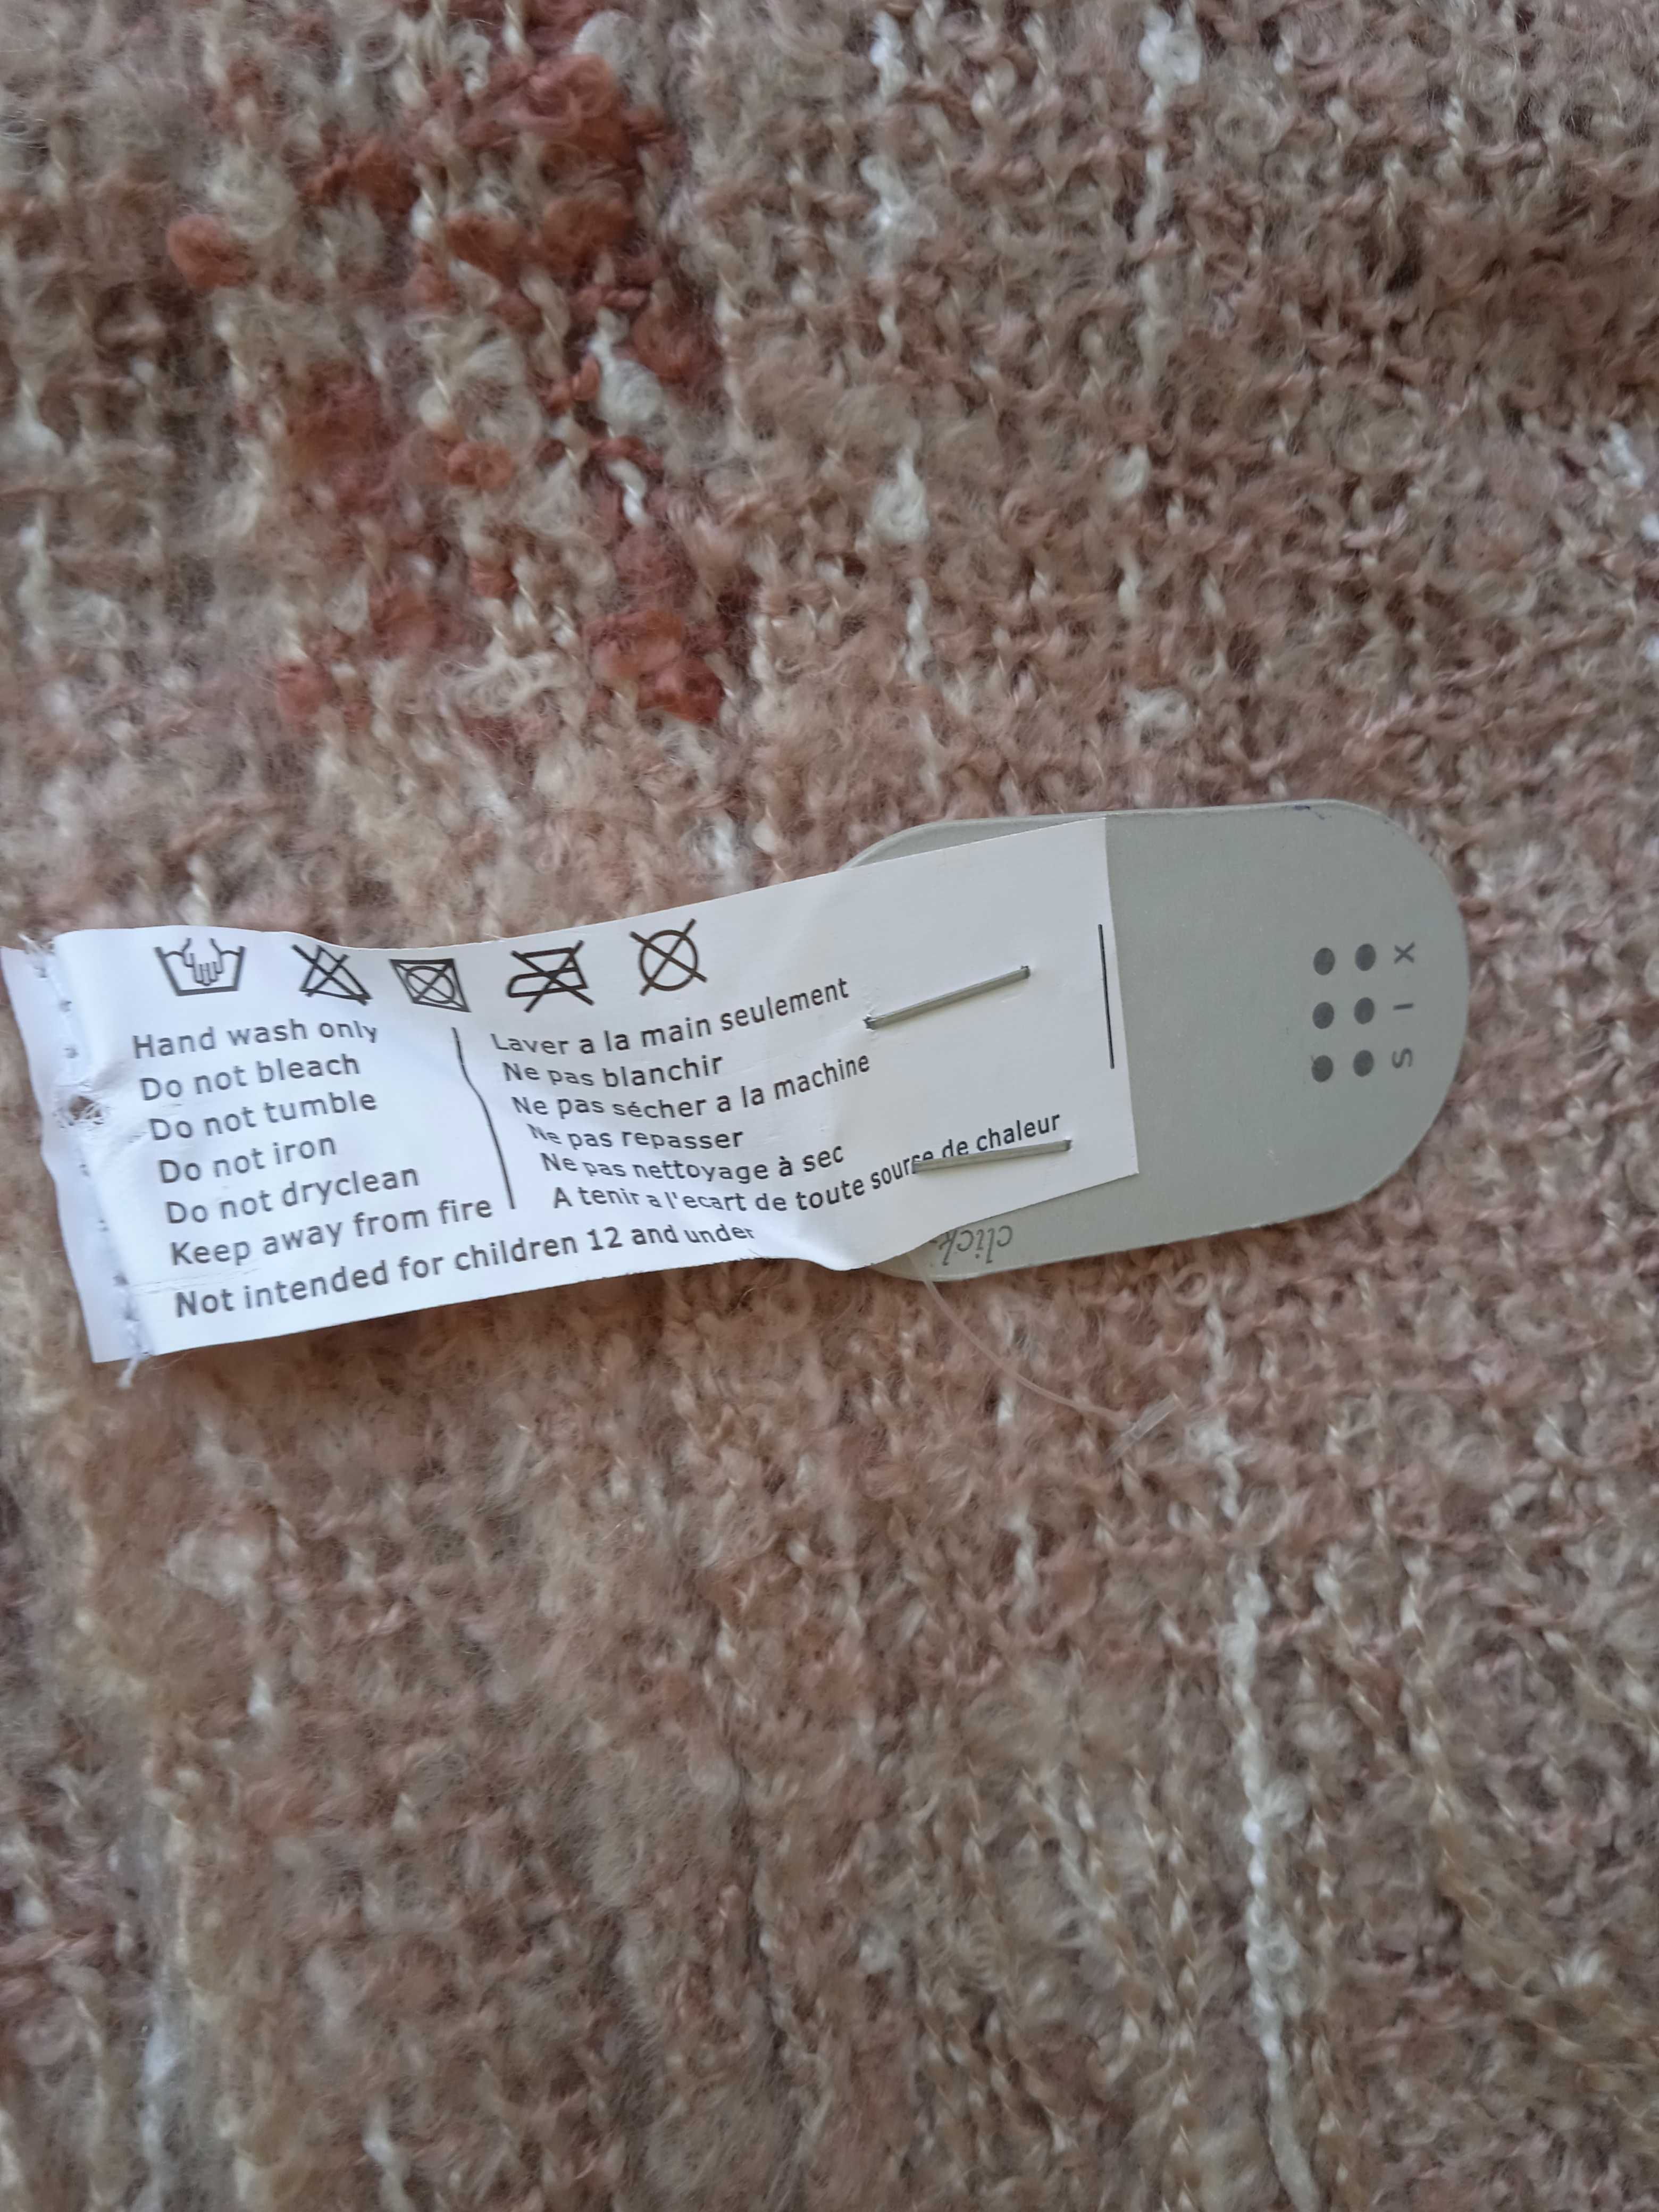 Hand wash only
Do not bleach
Do not tumble
Do not iron
Do not dryclean
Keep away from fire
Not intended for children 12 and under
Laver a la main seulement
Ne pas blanchir
Ne pas sécher a la machine
Ne pas repasser
Ne pas nettoyage à sec
A tenir a l'ecart de toute sourse de chaleur
SIX
click